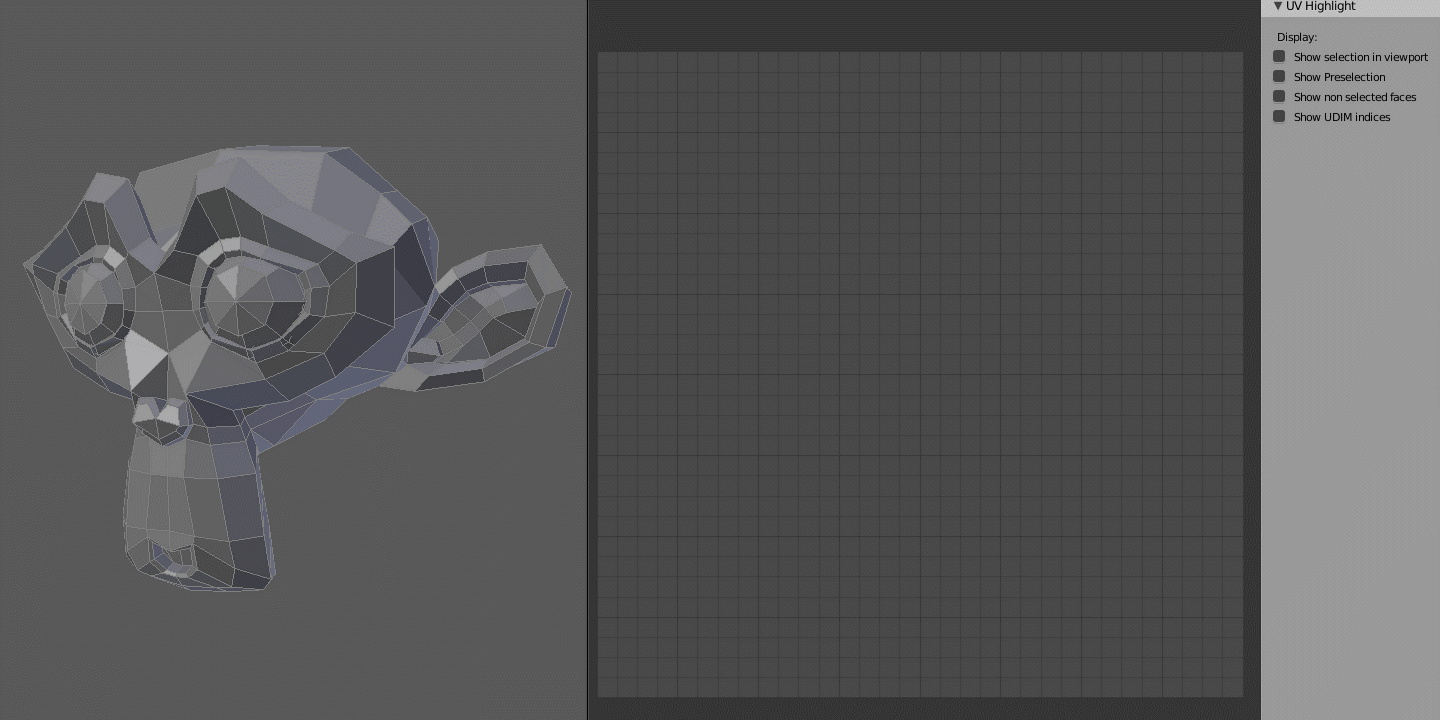 UV Highlight
Display:
Show selection in viewport
Show Preselection
Show non selected faces
Show UDIM indices